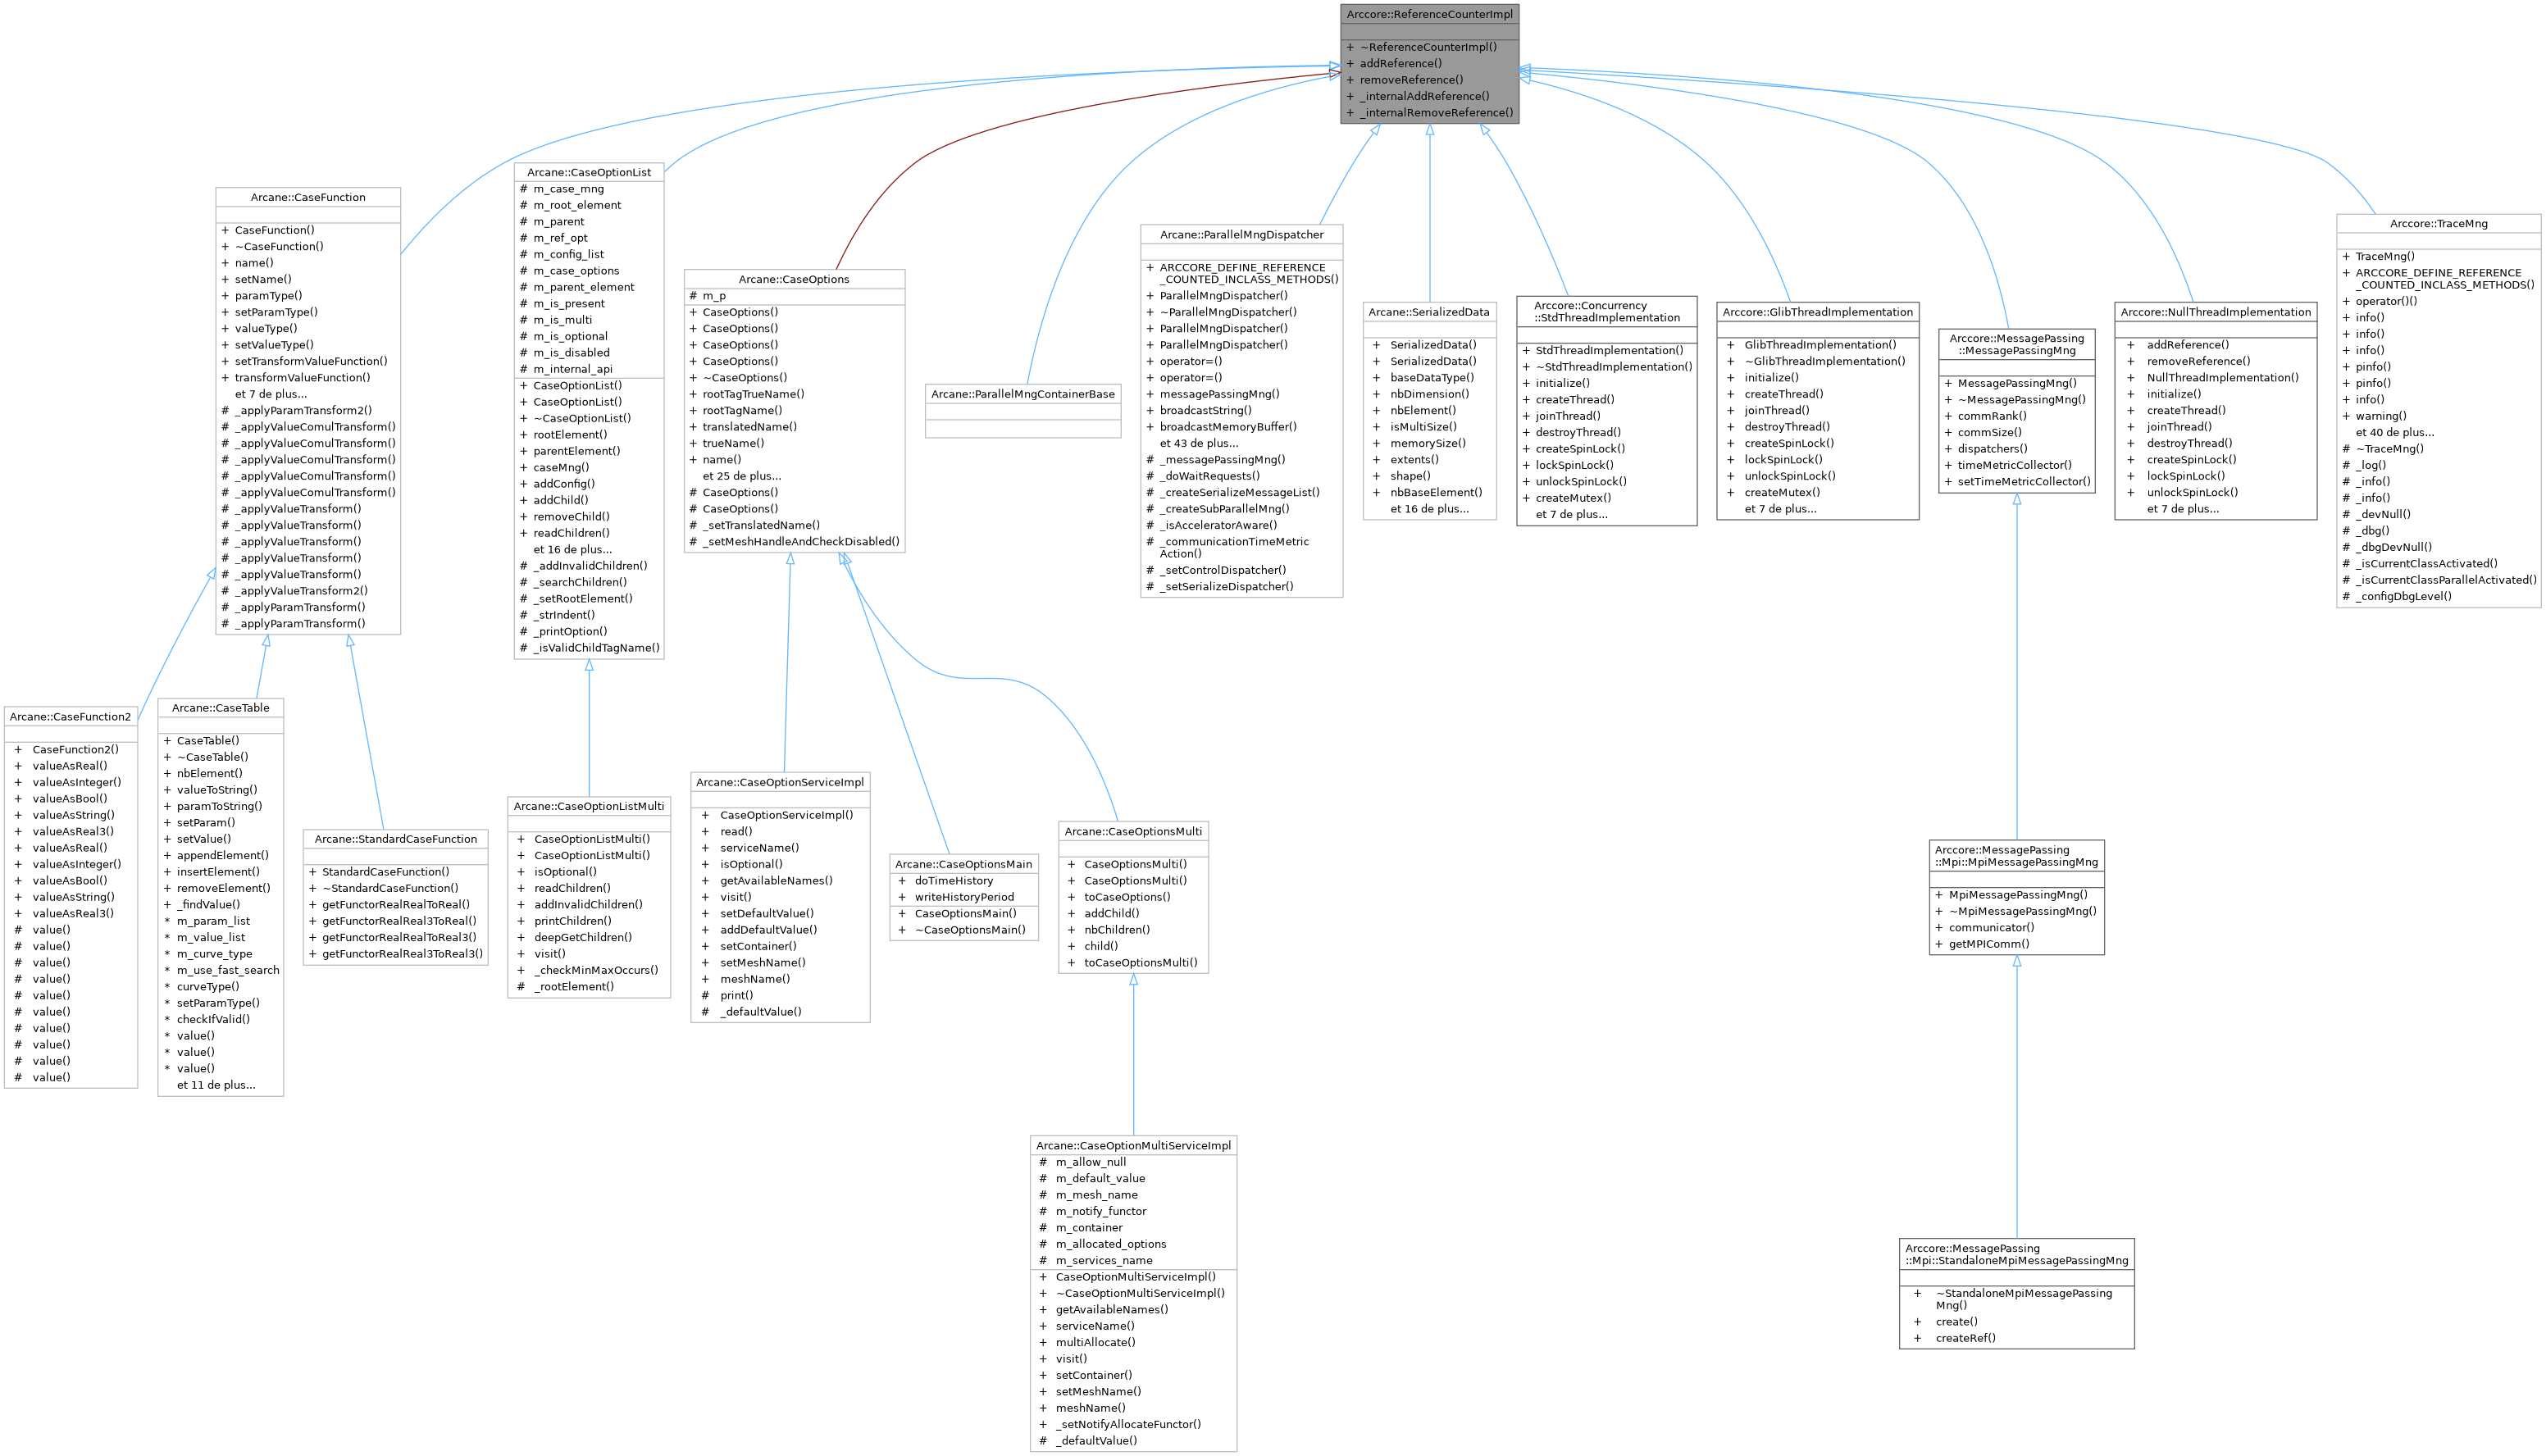 Arccore::ReferenceCounterImpl
+ ~ReferenceCounterImpl()
+ addReference()
+ removeReference()
+ _internalAddReference()
+ _internalRemoveReference()
Arcane::CaseFunction
+ CaseFunction()
+ ~CaseFunction()
+ name()
+ setName()
+ paramType()
+ setParamType()
+ valueType()
+ setValueType()
+ setTransformValueFunction()
+ transformValueFunction()
et 7 de plus...
# _applyParamTransform2()
# _applyValueComulTransform()
# _applyValueComulTransform()
# _applyValueComulTransform()
# _applyValueComulTransform()
# _applyValueComulTransform()
# _applyValueTransform()
# _applyValueTransform()
# _applyValueTransform()
# _applyValueTransform()
# _applyValueTransform()
# _applyValueTransform2()
# _applyParamTransform()
# _applyParamTransform()
Arcane::CaseOptionList
# m_case_mng
# m_root_element
# m_parent
# m_ref_opt
# m_config_list
# m_case_options
# m_parent_element
# m_is_present
# m_is_multi
# m_is_optional
# m_is_disabled
# m_internal_api
+ CaseOptionList()
+ CaseOptionList()
+ ~CaseOptionList()
+ rootElement()
+ parentElement()
+ caseMng()
+ addConfig()
+ addChild()
+ removeChild()
+ readChildren()
et 16 de plus...
# _addInvalidChildren()
# _searchChildren()
# _setRootElement()
# _strIndent()
# _printOption()
# _isValidChildTagName()
Arcane::CaseOptions
# m_p
+ CaseOptions()
+ CaseOptions()
+ CaseOptions()
+ CaseOptions()
+ ~CaseOptions()
+ rootTagTrueName()
+ rootTagName()
+ translatedName()
+ trueName()
+ name()
et 25 de plus...
# CaseOptions()
# CaseOptions()
# _setTranslatedName()
# _setMeshHandleAndCheckDisabled()
Arcane::ParallelMngContainerBase
Arcane::ParallelMngDispatcher
+ ARCCORE_DEFINE_REFERENCE
_COUNTED_INCLASS_METHODS()
+ ParallelMngDispatcher()
+ ~ParallelMngDispatcher()
+ ParallelMngDispatcher()
+ ParallelMngDispatcher()
+ operator=()
+ operator=()
+ messagePassingMng()
+ broadcastString()
+ broadcastMemoryBuffer()
et 43 de plus...
# _messagePassingMng()
# _doWaitRequests()
# _createSerializeMessageList()
# _createSubParallelMng()
# _isAcceleratorAware()
# _communicationTimeMetric
Action()
# _setControlDispatcher()
# _setSerializeDispatcher()
Arcane::SerializedData
+ SerializedData()
+ SerializedData()
+ baseDataType()
+ nbDimension()
+ nbElement()
+ isMultiSize()
+ memorySize()
+ extents()
+ shape()
+ nbBaseElement()
et 16 de plus...
Arccore::Concurrency
::StdThreadImplementation
+ StdThreadImplementation()
+ ~StdThreadImplementation()
+ initialize()
+ createThread()
+ joinThread()
+ destroyThread()
+ createSpinLock()
+ lockSpinLock()
+ unlockSpinLock()
+ createMutex()
et 7 de plus...
Arccore::GlibThreadImplementation
+ GlibThreadImplementation()
+ ~GlibThreadImplementation()
+ initialize()
+ createThread()
+ joinThread()
+ destroyThread()
+ createSpinLock()
+ lockSpinLock()
+ unlockSpinLock()
+ createMutex()
et 7 de plus...
Arccore::MessagePassing
::MessagePassingMng
+ MessagePassingMng()
+ ~MessagePassingMng()
+ commRank()
+ commSize()
+ dispatchers()
+ timeMetricCollector()
+ setTimeMetricCollector()
Arccore::NullThreadImplementation
+ addReference()
+ removeReference()
+ NullThreadImplementation()
+ initialize()
+ createThread()
+ joinThread()
+ destroyThread()
+ createSpinLock()
+ lockSpinLock()
+ unlockSpinLock()
et 7 de plus...
Arccore::TraceMng
+ TraceMng()
+ ARCCORE_DEFINE_REFERENCE
_COUNTED_INCLASS_METHODS()
+ operator()()
+ info()
+ info()
+ info()
+ pinfo()
+ pinfo()
+ info()
+ warning()
et 40 de plus...
# ~TraceMng()
# _log()
# _info()
# _info()
# _devNull()
# _dbg()
# _dbgDevNull()
# _isCurrentClassActivated()
# _isCurrentClassParallelActivated()
# _configDbgLevel()
Arcane::CaseFunction2
+ CaseFunction2()
+ valueAsReal()
+ valueAsInteger()
+ valueAsBool()
+ valueAsString()
+ valueAsReal3()
+ valueAsReal()
+ valueAsInteger()
+ valueAsBool()
+ valueAsString()
+ valueAsReal3()
# value()
# value()
# value()
# value()
# value()
# value()
# value()
# value()
# value()
# value()
Arcane::CaseTable
+ CaseTable()
+ ~CaseTable()
+ nbElement()
+ valueToString()
+ paramToString()
+ setParam()
+ setValue()
+ appendElement()
+ insertElement()
+ removeElement()
+ _findValue()
* m_param_list
* m_value_list
* m_curve_type
* m_use_fast_search
* curveType()
* setParamType()
* checkIfValid()
* value()
* value()
* value()
et 11 de plus...
Arcane::StandardCaseFunction
+ StandardCaseFunction()
+ ~StandardCaseFunction()
+ getFunctorRealRealToReal()
+ getFunctorRealReal3ToReal()
+ getFunctorRealRealToReal3()
+ getFunctorRealReal3ToReal3()
Arcane::CaseOptionListMulti
+ CaseOptionListMulti()
+ CaseOptionListMulti()
+ isOptional()
+ readChildren()
+ addInvalidChildren()
+ printChildren()
+ deepGetChildren()
+ visit()
+ _checkMinMaxOccurs()
# _rootElement()
Arcane::CaseOptionServiceImpl
+ CaseOptionServiceImpl()
+ read()
+ serviceName()
+ isOptional()
+ getAvailableNames()
+ visit()
+ setDefaultValue()
+ addDefaultValue()
+ setContainer()
+ setMeshName()
+ meshName()
# print()
# _defaultValue()
Arcane::CaseOptionsMain
+ doTimeHistory
+ writeHistoryPeriod
+ CaseOptionsMain()
+ ~CaseOptionsMain()
Arcane::CaseOptionsMulti
+ CaseOptionsMulti()
+ CaseOptionsMulti()
+ toCaseOptions()
+ addChild()
+ nbChildren()
+ child()
+ toCaseOptionsMulti()
Arccore::MessagePassing
::Mpi::MpiMessagePassingMng
+ MpiMessagePassingMng()
+ ~MpiMessagePassingMng()
+ communicator()
+ getMPIComm()
Arcane::CaseOptionMultiServiceImpl
# m_allow_null
# m_default_value
# m_mesh_name
# m_notify_functor
# m_container
# m_allocated_options
# m_services_name
+ CaseOptionMultiServiceImpl()
+ ~CaseOptionMultiServiceImpl()
+ getAvailableNames()
+ serviceName()
+ multiAllocate()
+ visit()
+ setContainer()
+ setMeshName()
+ meshName()
+ _setNotifyAllocateFunctor()
# _defaultValue()
Arccore::MessagePassing
::Mpi::StandaloneMpiMessagePassingMng
+ ~StandaloneMpiMessagePassing
Mng()
+ create()
+ createRef()